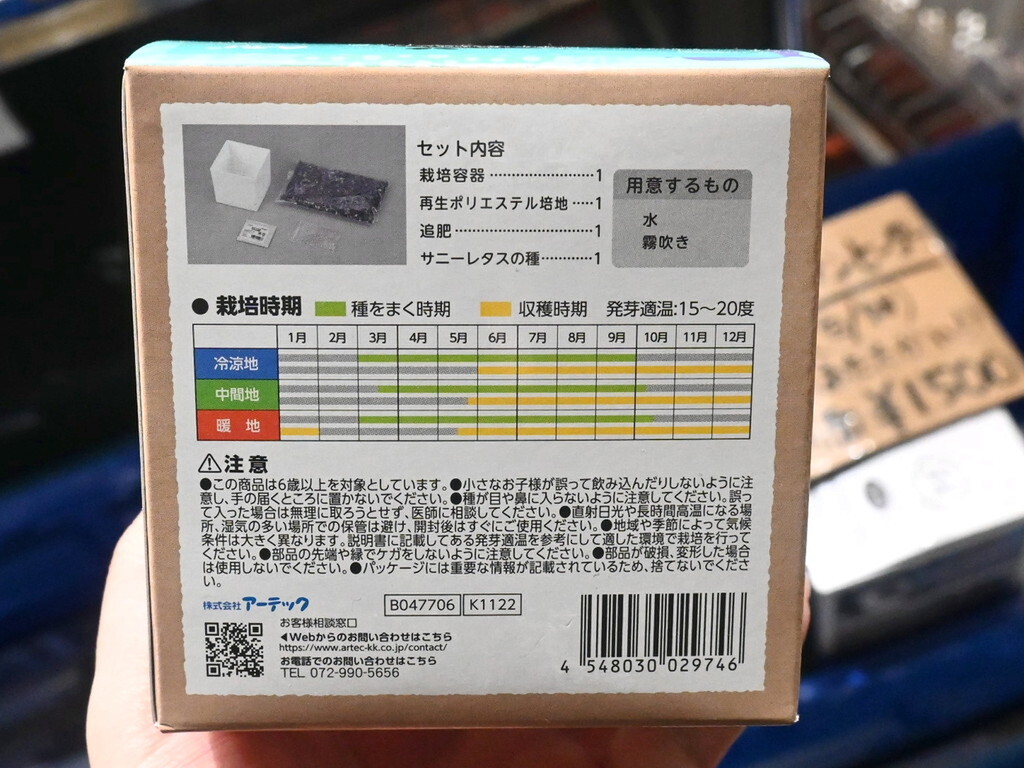 セット内容
栽培容器……………………1
再生ポリエステル培地……1
追肥…………………………1
サニーレタスの種…………1
用意するもの
水
霧吹き
● 栽培時期 種をまく時期 収穫時期 発芽適温:15〜20度
1月 2月 3月 4月 5月 6月 7月 8月 9月 10月 11月 12月
冷涼地
中間地
暖 地
⚠注 意
●この商品は6歳以上を対象としています。●小さなお子様が誤って飲み込んだりしないように注
意し、手の届くところに置かないでください。●種が目や鼻に入らないように注意してください。誤っ
て入った場合は無理に取ろうとせず、医師に相談してください。●直射日光や長時間高温になる場
所、湿気の多い場所での保管は避け、開封後はすぐにご使用ください。●地域や季節によって気候
条件は大きく異なります。説明書に記載してある発芽適温を参考にして適した環境で栽培を行って
ください。●部品の先端や縁でケガをしないように注意してください。●部品が破損、変形した場合
は使用しないでください。●パッケージには重要な情報が記載されているため、捨てないでくださ
い。
株式会社 アーテック
B047706 K1122
お客様相談窓口
◀Webからのお問い合わせはこちら
https://www.artec-kk.co.jp/contact/
お電話でのお問い合わせはこちら
TEL 072-990-5656
4 548030 029746
¥1500